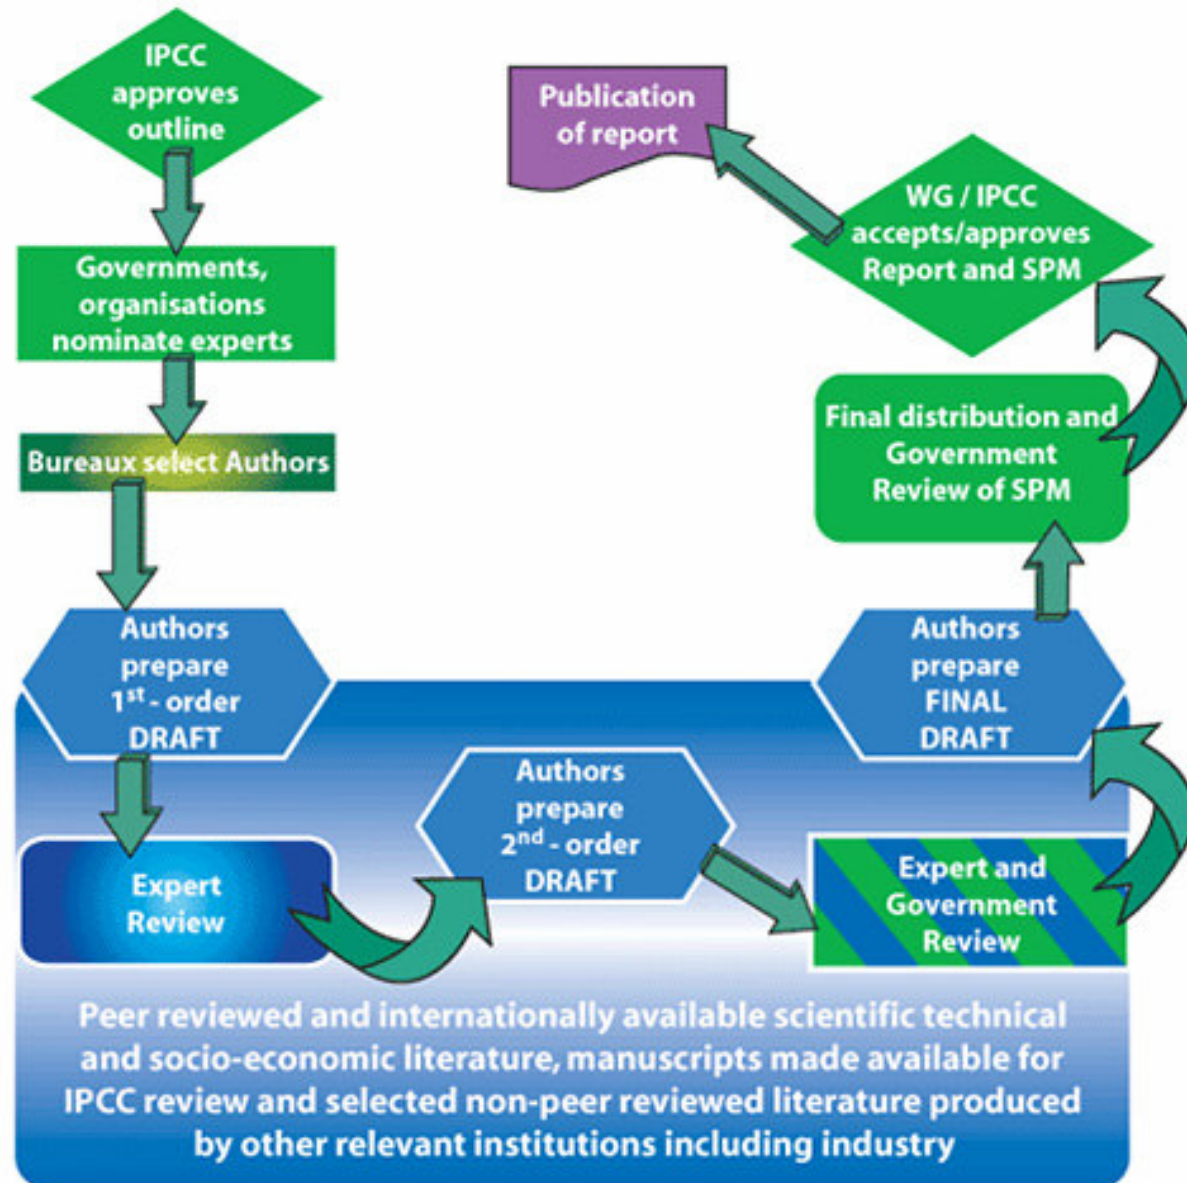 IPCC
approves
outline
Governments,
organisations
nominate experts
Bureaux select Authors
Authors
prepare
1st - order
DRAFT
Expert
Review
Authors
prepare
2nd - order
DRAFT
Expert and
Government
Review
Authors
prepare
FINAL
DRAFT
Final distribution and
Government
Review of SPM
WG / IPCC
accepts/approves
Report and SPM
Publication
of report
Peer reviewed and internationally available scientific technical
and socio-economic literature, manuscripts made available for
IPCC review and selected non-peer reviewed literature produced
by other relevant institutions including industry